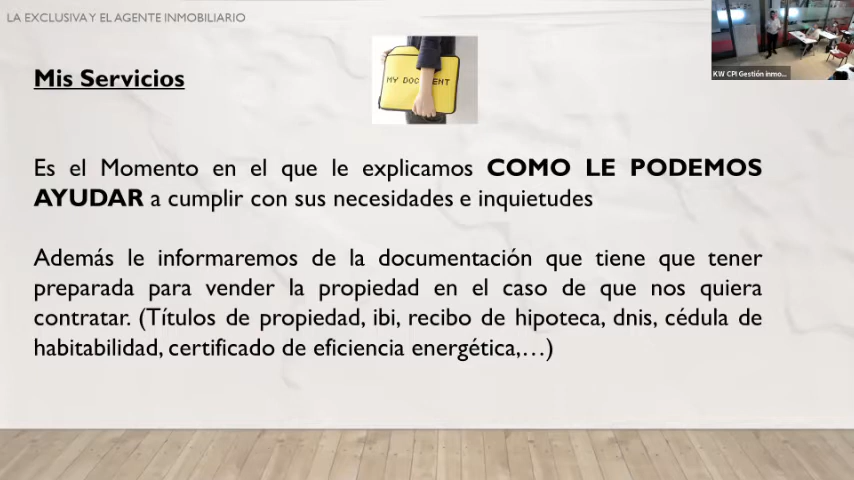 LA EXCLUSIVA Y EL AGENTE INMOBILIARIO
Mis Servicios
MY DOC ENT
KW CPI Gestión inmo...
Es el Momento en el que le explicamos COMO LE PODEMOS
AYUDAR a cumplir con sus necesidades e inquietudes
Además le informaremos de la documentación que tiene que tener
preparada para vender la propiedad en el caso de que nos quiera
contratar. (Títulos de propiedad, ibi, recibo de hipoteca, dnis, cédula de
habitabilidad, certificado de eficiencia energética,...)